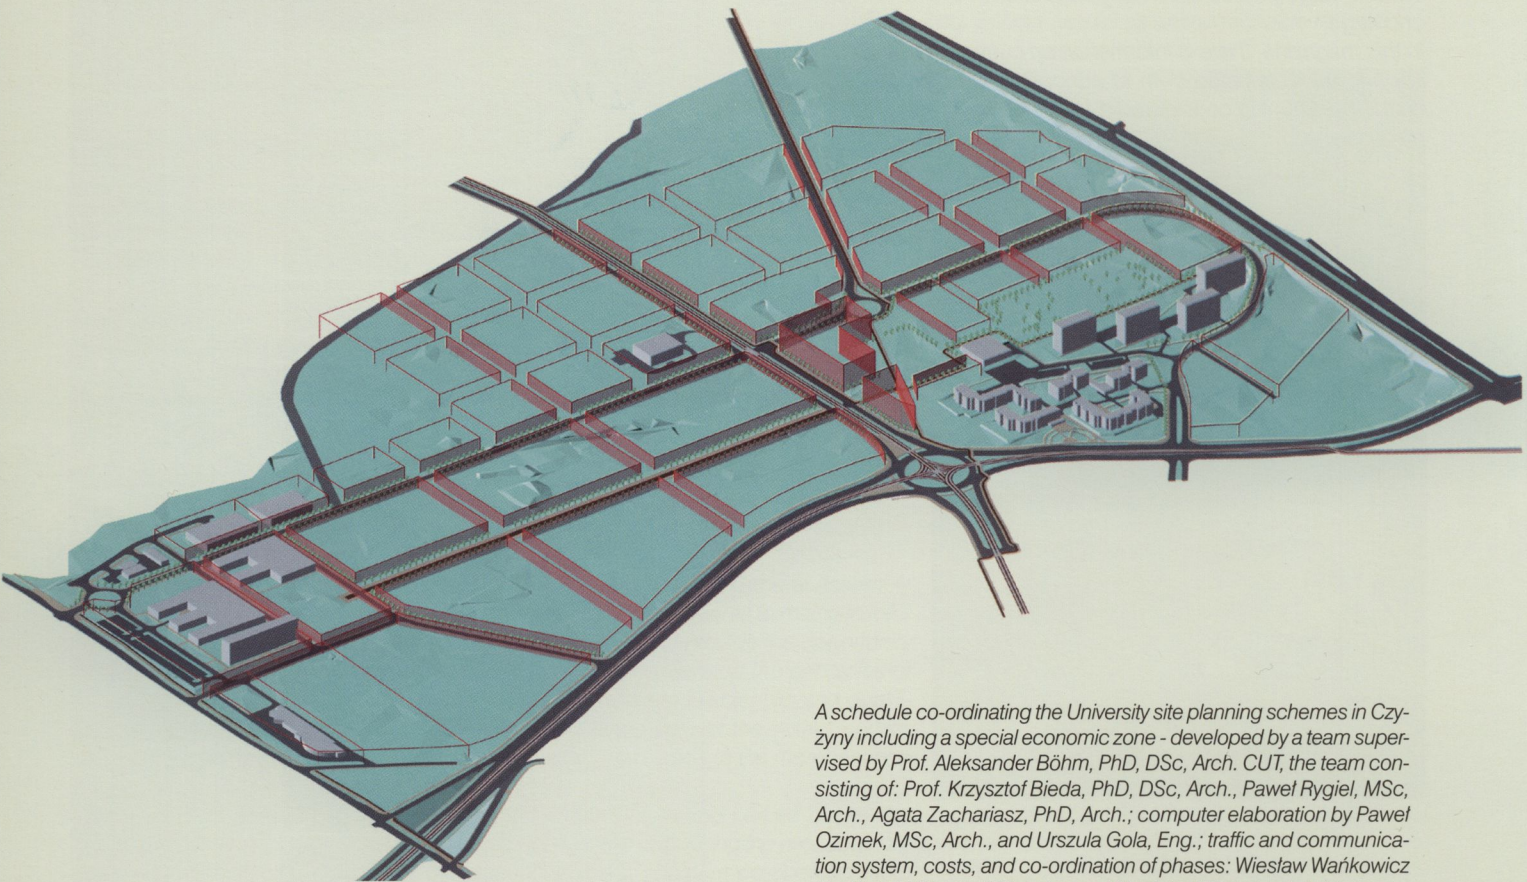 A schedule co-ordinating the University site planning schemes in Czy-
żyny including a special economic zone - developed by a team super-
vised by Prof. Aleksander Böhm, PhD, DSc, Arch. CUT, the team con-
sisting of: Prof. Krzysztof Bieda, PhD, DSc, Arch., Paweł Rygiel, MSc,
Arch., Agata Zachariasz, PhD, Arch.; computer elaboration by Paweł
Ozimek, MSc, Arch., and Urszula Gola, Eng.; traffic and communica-
tion system, costs, and co-ordination of phases: Wiesław Wańkowicz